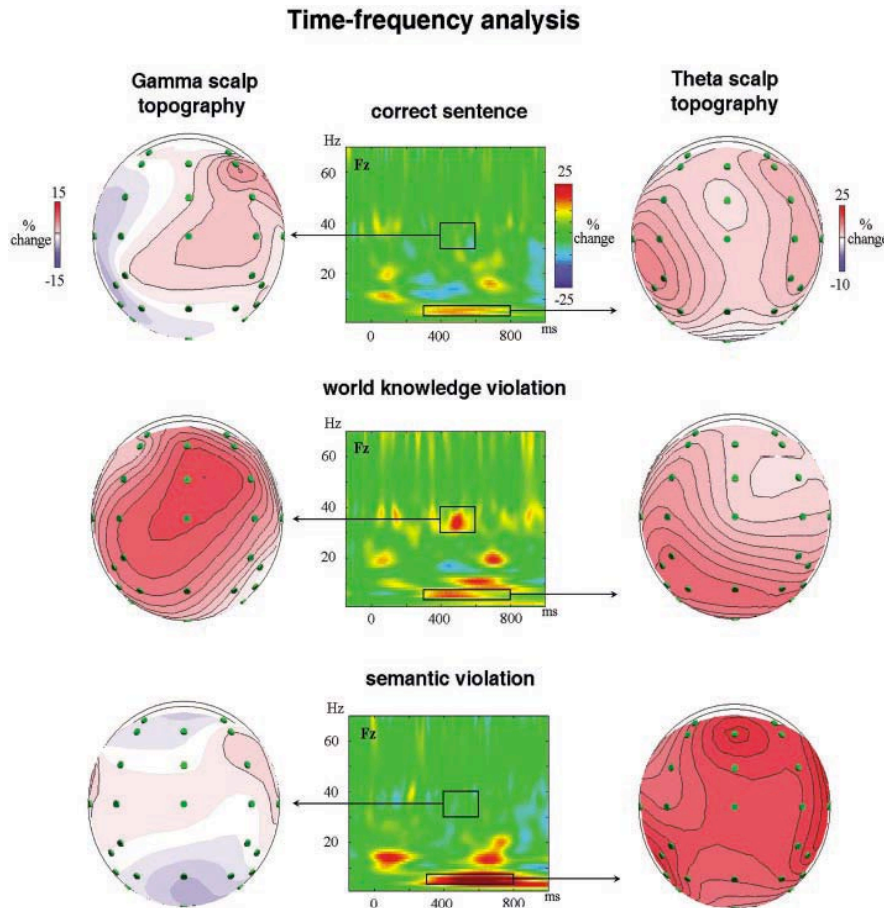 Time-frequency analysis
Gamma scalp
topography
correct sentence
Theta scalp
topography
Hz
Fz
60
40
20
0
400
800
ms
15
% change
-15
25
% change
-25
25
% change
-10
world knowledge violation
Hz
Fz
60
40
20
0
400
800
ms
semantic violation
Hz
Fz
60
40
20
0
400
800
ms